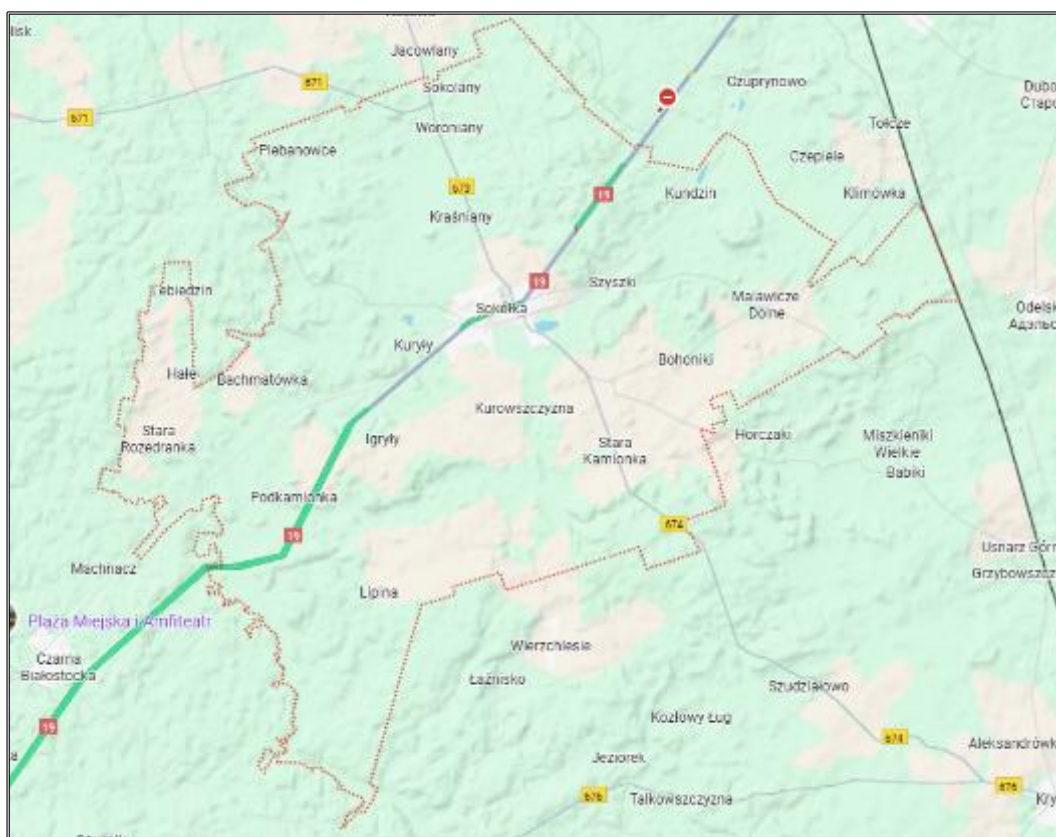 Jacowlany
671
Sokolany
Czuprynowo
671
Woroniany
Tołcze
Plebanowce
Czepiele
673
19
Kundzin
Klimówka
Kraśniany
19
Szyszki
Łebiedzin
Malawicze
Dolne
Sokółka
Odelsk
Kuryły
Bohoniki
Hałe
Bachmatówka
Kurowszczyzna
Stara
Rozedranka
Igryły
Stara
Kamionka
Horczaki
Miszkieniki
Wielkie
Babiki
Podkamionka
674
19
Usnarz Górn
Machnacz
Grzybowszcz
Lipina
Plaża Miejska i Amfiteatr
Wierzchlesie
Czarna
Białostocka
Łaźnisko
Szudziałowo
Kozłowy Ług
19
674
Aleksandrówk
Jeziorek
676
Talkowszczyzna
676
Kry